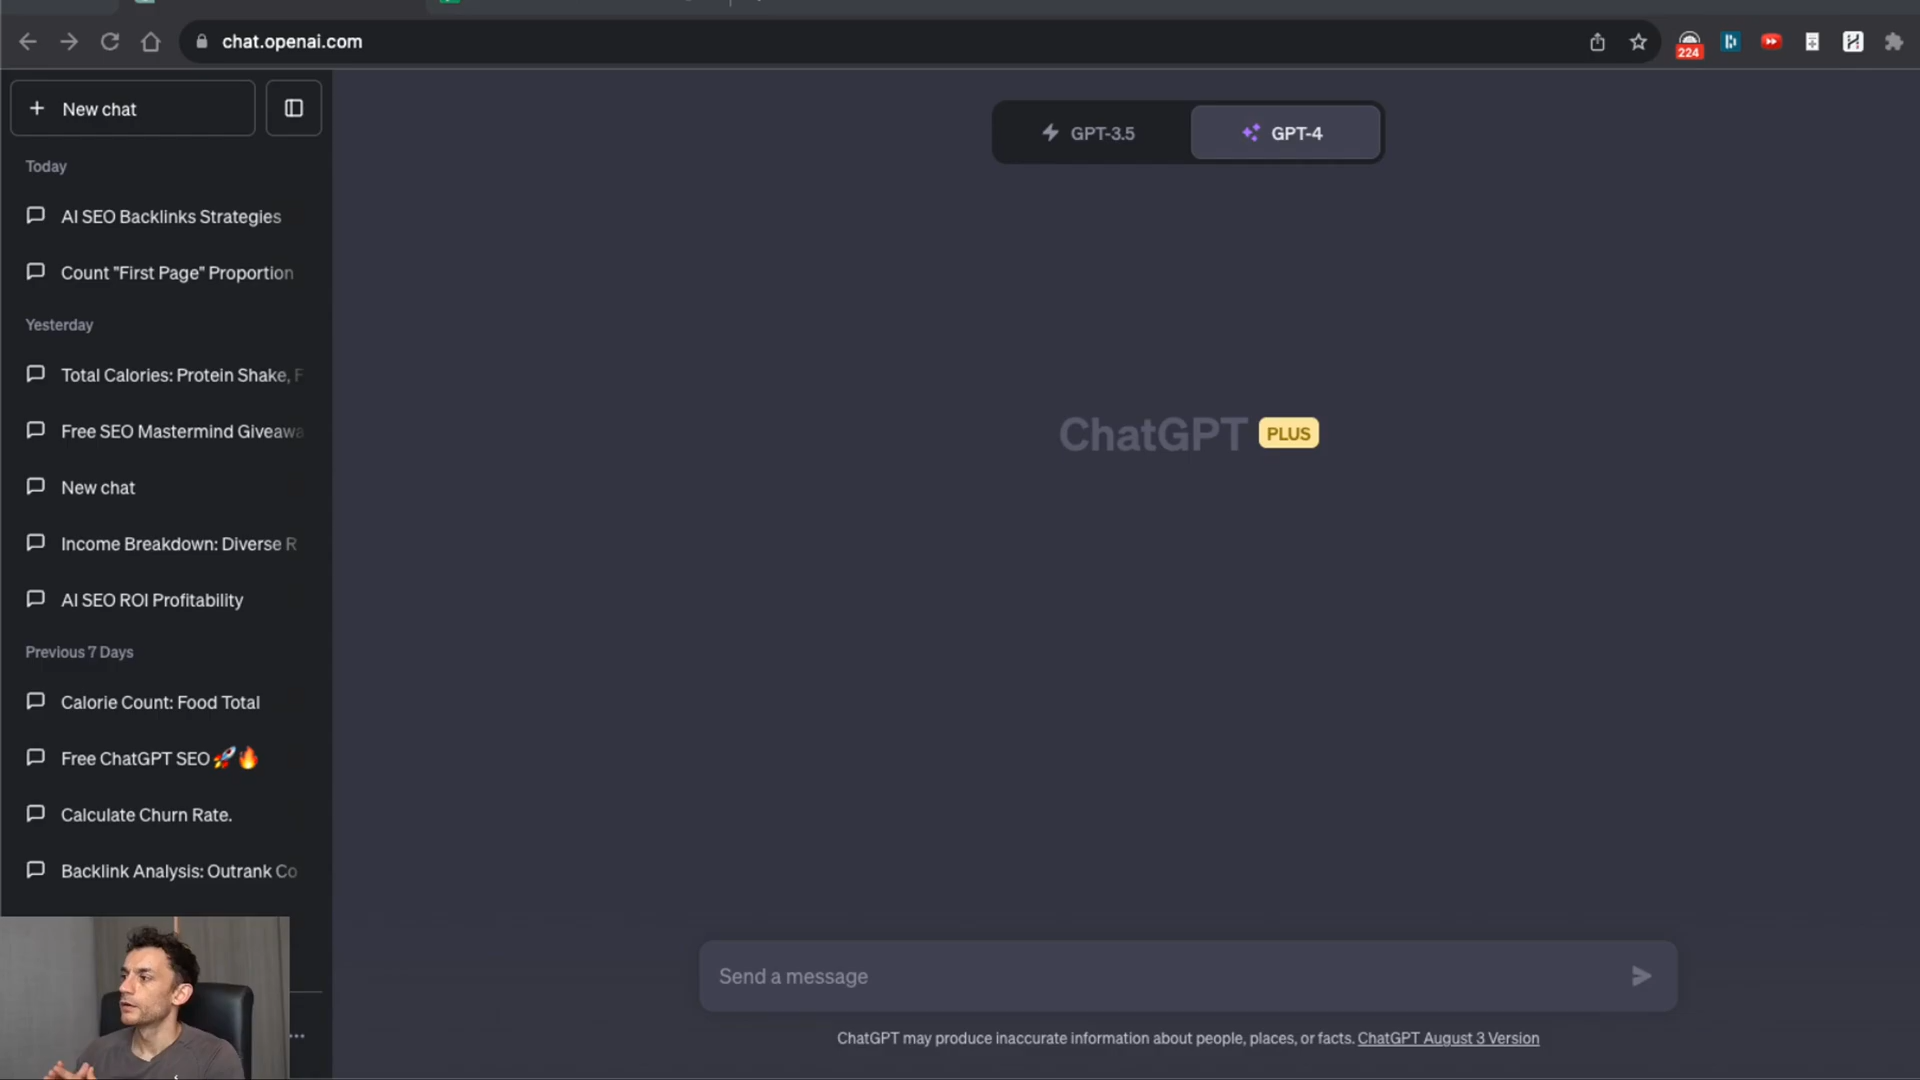 chat.openai.com
224
New chat
GPT-3.5
GPT-4
Today
AI SEO Backlinks Strategies
Count "First Page" Proportion
Yesterday
Total Calories: Protein Shake, F
Free SEO Mastermind Giveawa
New chat
Income Breakdown: Diverse R
AI SEO ROI Profitability
ChatGPT PLUS
Previous 7 Days
Calorie Count: Food Total
Free ChatGPT SEO 🚀🔥
Calculate Churn Rate.
Backlink Analysis: Outrank Co
Send a message
ChatGPT may produce inaccurate information about people, places, or facts. ChatGPT August 3 Version